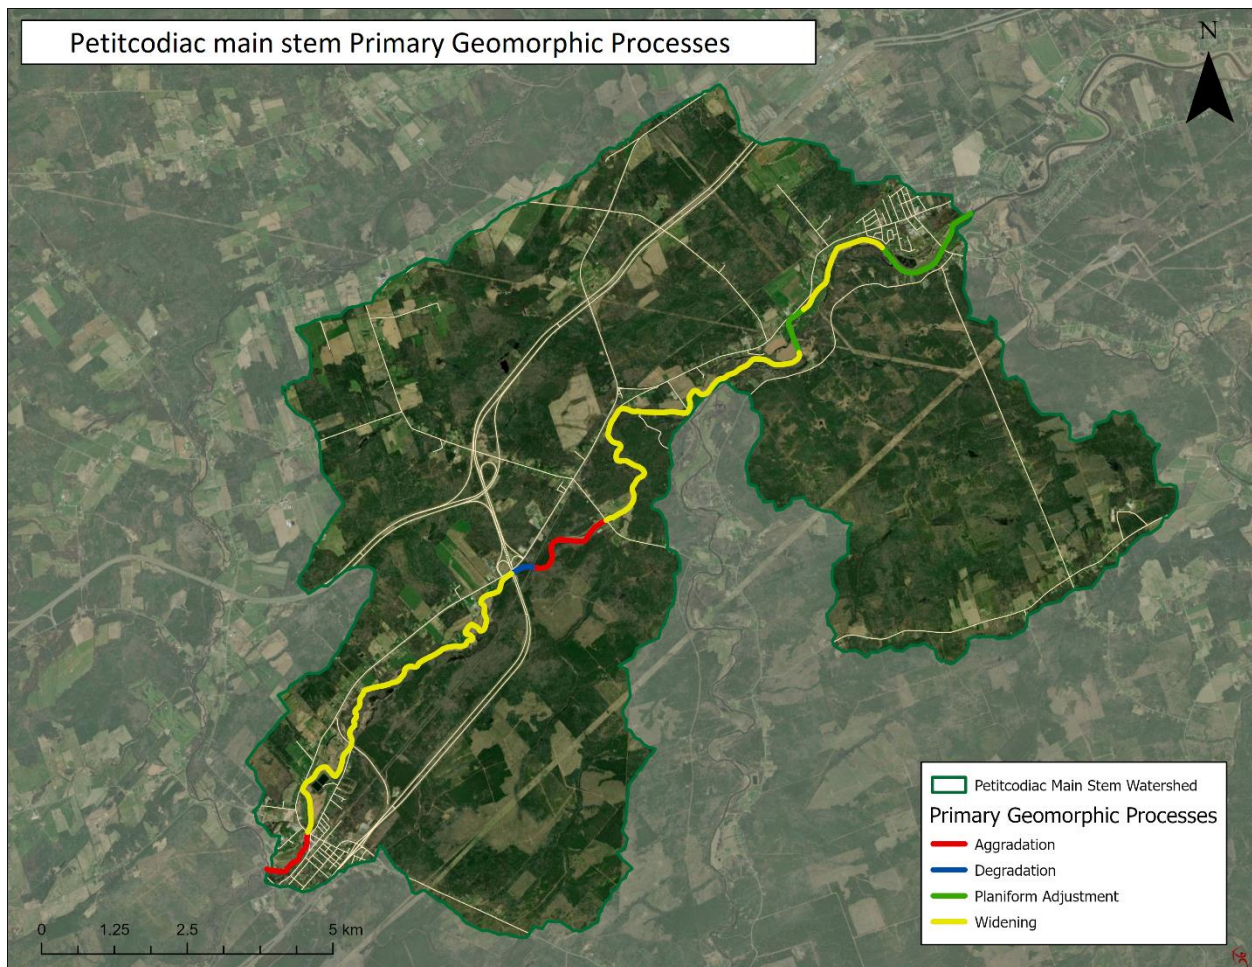 Petitcodiac main stem Primary Geomorphic Processes
N
Petitcodiac Main Stem Watershed
Primary Geomorphic Processes
Aggradation
Degradation
Planiform Adjustment
Widening
0 1.25 2.5 5 km